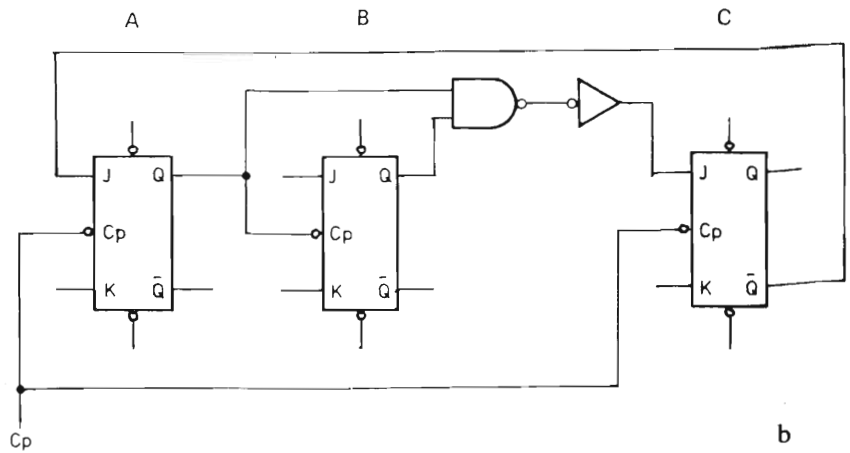 A B C
J Q J Q J Q
Cp Cp Cp
K Q̄ K Q̄ K Q̄
Cp
b